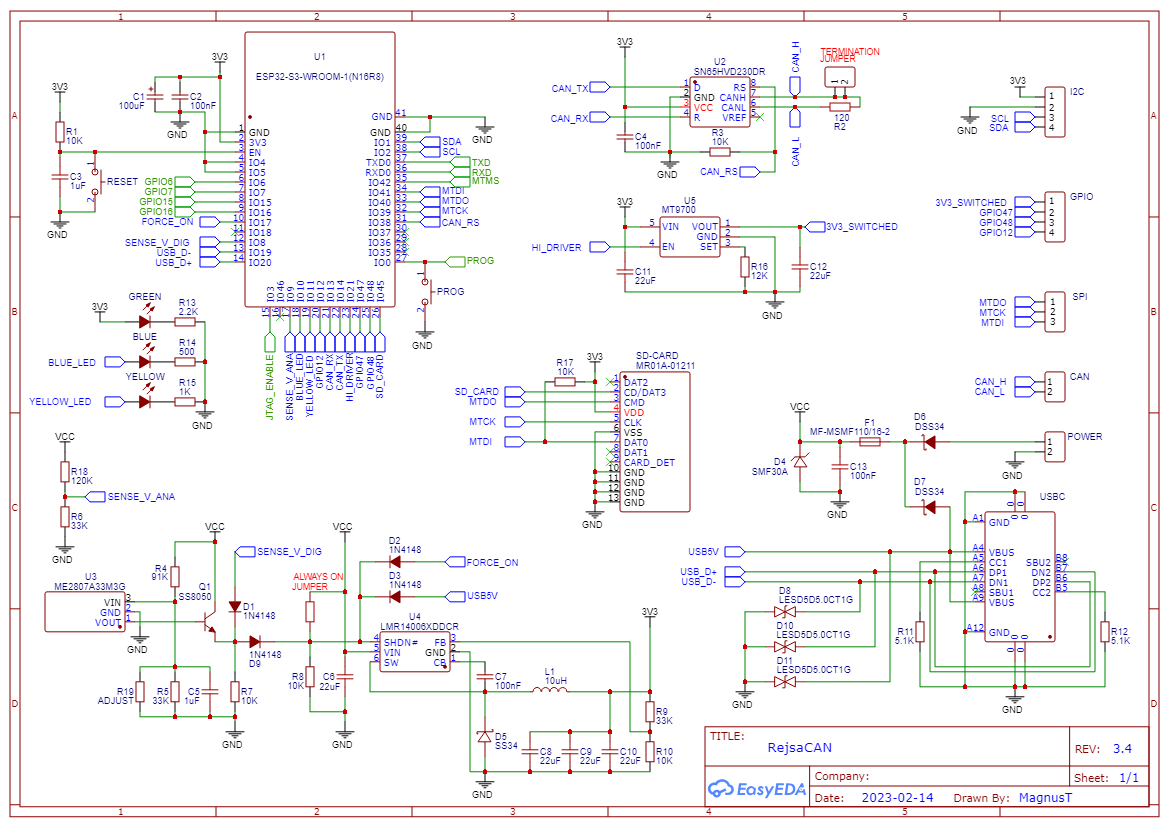 1 2 3 4 5
A
B
C
D
3V3
C1
100uF
C2
100nF
GND
3V3
R1
10K
C3
1uF
RESET
1
2
GND
3V3
U1
ESP32-S3-WROOM-1(N16R8)
1 GND
2 3V3
3 EN
4 IO4
5 IO5
GPIO6 6 IO6
GPIO7 7 IO7
GPIO15 8 IO15
GPIO16 9 IO16
FORCE_ON 10 IO17
11 IO18
SENSE_V_DIG 12 IO8
USB_D- 13 IO19
USB_D+ 14 IO20
GND 41
GND 40
IO1 39 SDA
IO2 38 SCL
TXD0 37 TXD
RXD0 36 RXD
IO42 35 MTMS
IO41 34 MTDI
IO40 33 MTDO
IO39 32 MTCK
IO38 31 CAN_RS
IO37 30
IO36 29
IO35 28
IO0 27 PROG
GND
IO3 15 JTAG_ENABLE
IO46 16
IO9 17 SENSE_V_ANA
IO10 18 BLUE_LED
IO11 19 YELLOW_LED
IO12 20 GPIO12
IO13 21 CAN_RX
IO14 22 CAN_TX
IO21 23 HI_DRIVER
IO47 24 GPIO47
IO48 25 GPIO48
IO45 26 SD_CARD
1
PROG
2
GND
3V3
GREEN
R13
2.2K
BLUE
R14
500
BLUE_LED
YELLOW
R15
1K
YELLOW_LED
GND
3V3
CAN_TX
CAN_RX
C4
100nF
GND
U2
SN65HVD230DR
1 D
2 GND
3 VCC
4 R
RS 8
CANH 7
CANL 6
VREF 5
R3
10K
CAN_RS
CAN_H
CAN_L
TERMINATION
JUMPER
1 2
120
R2
3V3
HI_DRIVER
C11
22uF
U5
MT9700
5 VIN
4 EN
VOUT 1
GND 2
SET 3
3V3_SWITCHED
R16
12K
C12
22uF
GND
3V3
GND
SCL
SDA
1
2
3
4
I2C
3V3_SWITCHED
GPIO47
GPIO48
GPIO12
1
2
3
4
GPIO
MTDO
MTCK
MTDI
1
2
3
SPI
CAN_H
CAN_L
1
2
CAN
POWER
1
2
GND
R17
10K
3V3
SD-CARD
MR01A-01211
SD_CARD
MTDO
MTCK
MTDI
1 DAT2
2 CD/DAT3
3 CMD
4 VDD
5 CLK
6 VSS
7 DAT0
8 DAT1
9 CARD_DET
10 GND
11 GND
12 GND
13 GND
GND
VCC
D4
SMF30A
C13
100nF
GND
F1
MF-MSMF110/16-2
D6
DSS34
D7
DSS34
USB5V
USB_D+
USB_D-
D8
LESD5D5.0CT1G
D10
LESD5D5.0CT1G
D11
LESD5D5.0CT1G
GND
USBC
A1 GND
A4 VBUS
A5 CC1
A6 DP1
A7 DN1
A8 SBU1
A9 VBUS
A12 GND
SBU2 B8
DN2 B7
DP2 B6
CC2 B5
0 0
0 0
0 0
0 0
R11
5.1K
R12
5.1K
GND
VCC
R18
120K
SENSE_V_ANA
R6
33K
GND
U3
ME2807A33M3G
VIN 3
GND 2
VOUT 1
GND
VCC
R4
91K
Q1
SS8050
SENSE_V_DIG
D1
1N4148
1N4148
D9
R19
ADJUST
R5
33K
C5
1uF
R7
10K
GND
VCC
ALWAYS ON
JUMPER
R8
10K
C6
22uF
GND
D2
1N4148
FORCE_ON
D3
1N4148
USB5V
U4
LMR14006XDDCR
4 SHDN#
5 VIN
6 SW
FB 3
GND 2
CB 1
C7
100nF
L1
10uH
D5
SS34
GND
C8
22uF
C9
22uF
C10
22uF
3V3
R9
33K
R10
10K
TITLE:
RejsaCAN
REV: 3.4
EasyEDA
Company:
Sheet: 1/1
Date: 2023-02-14 Drawn By: MagnusT
1 2 3 4 5
A
B
C
D